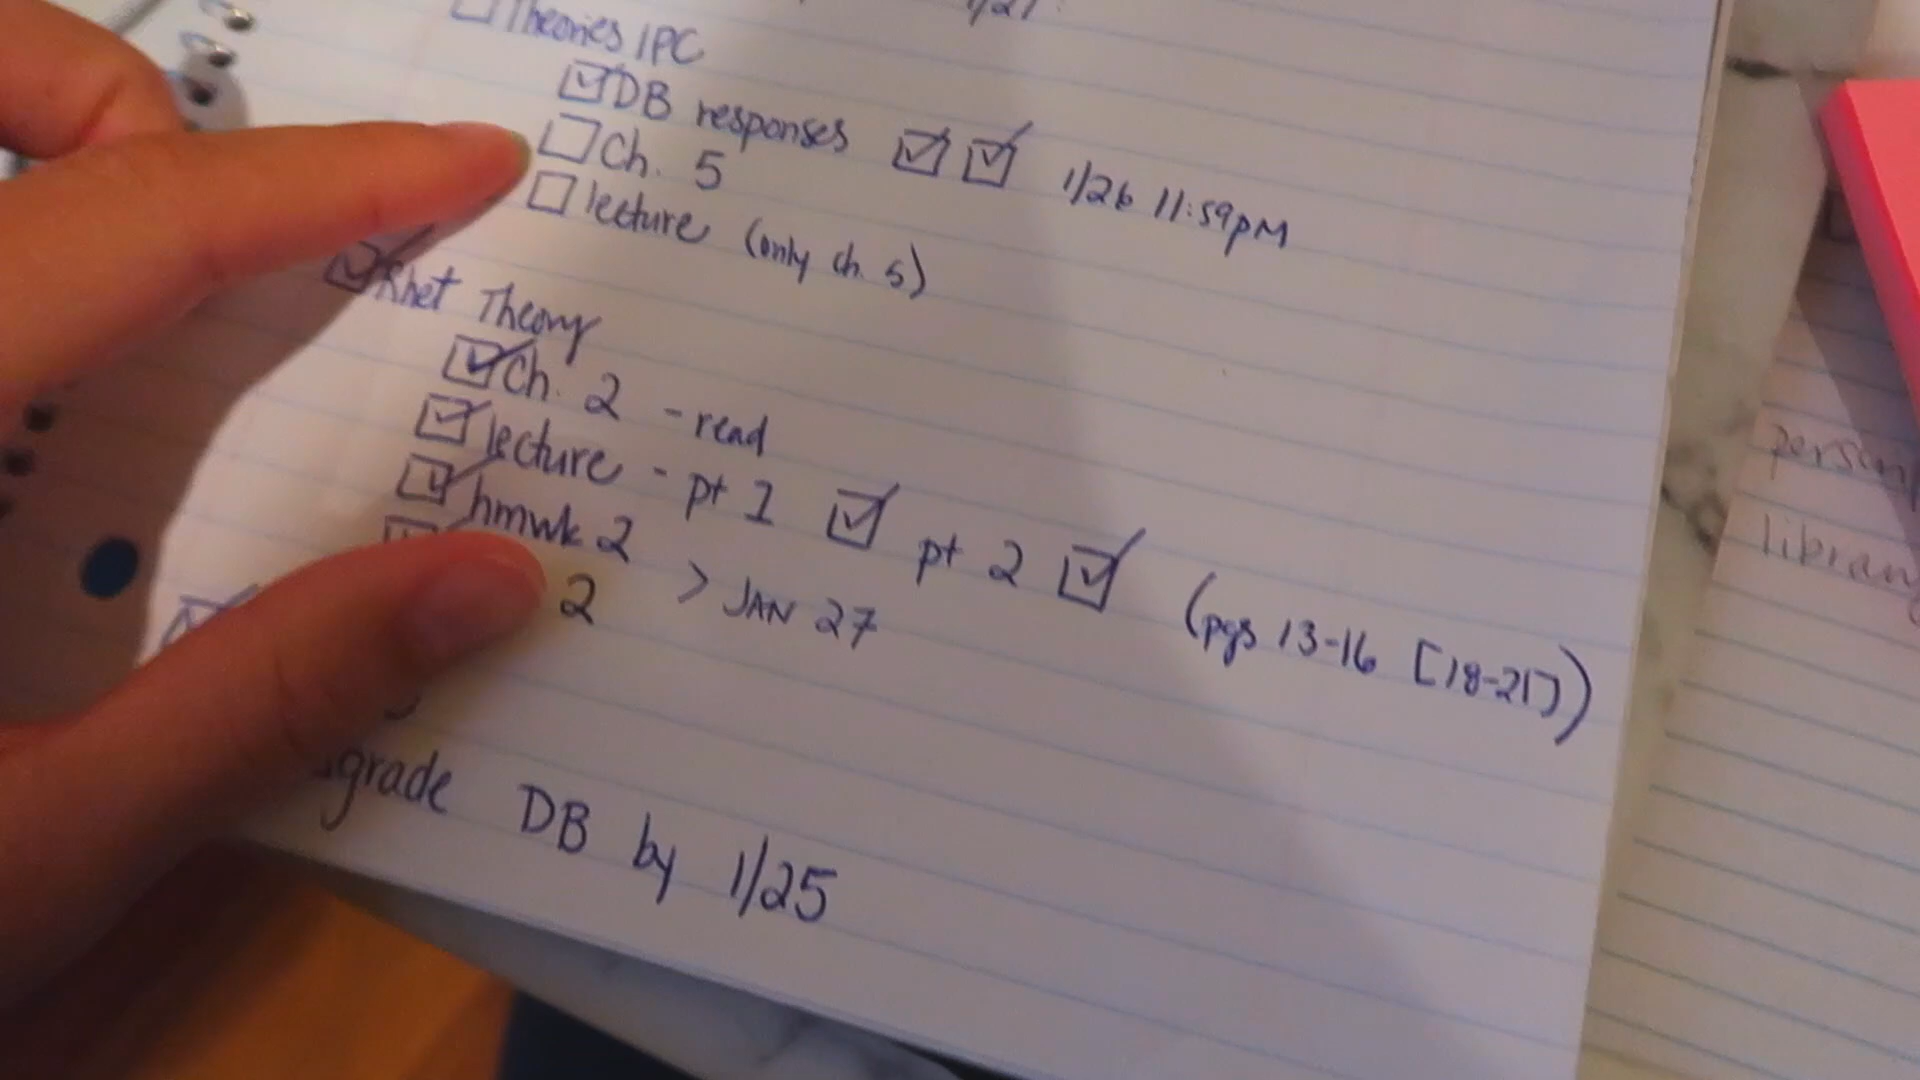 1/27
Theories IPC
DB responses 1/26 11:59pm
Ch. 5
lecture (only ch. 5)
Rhet Theory
Ch. 2 - read
lecture - pt 1 pt 2 (pgs 13-16 [18-21])
hmwk 2
2 > JAN 27
grade DB by 1/25
person
library